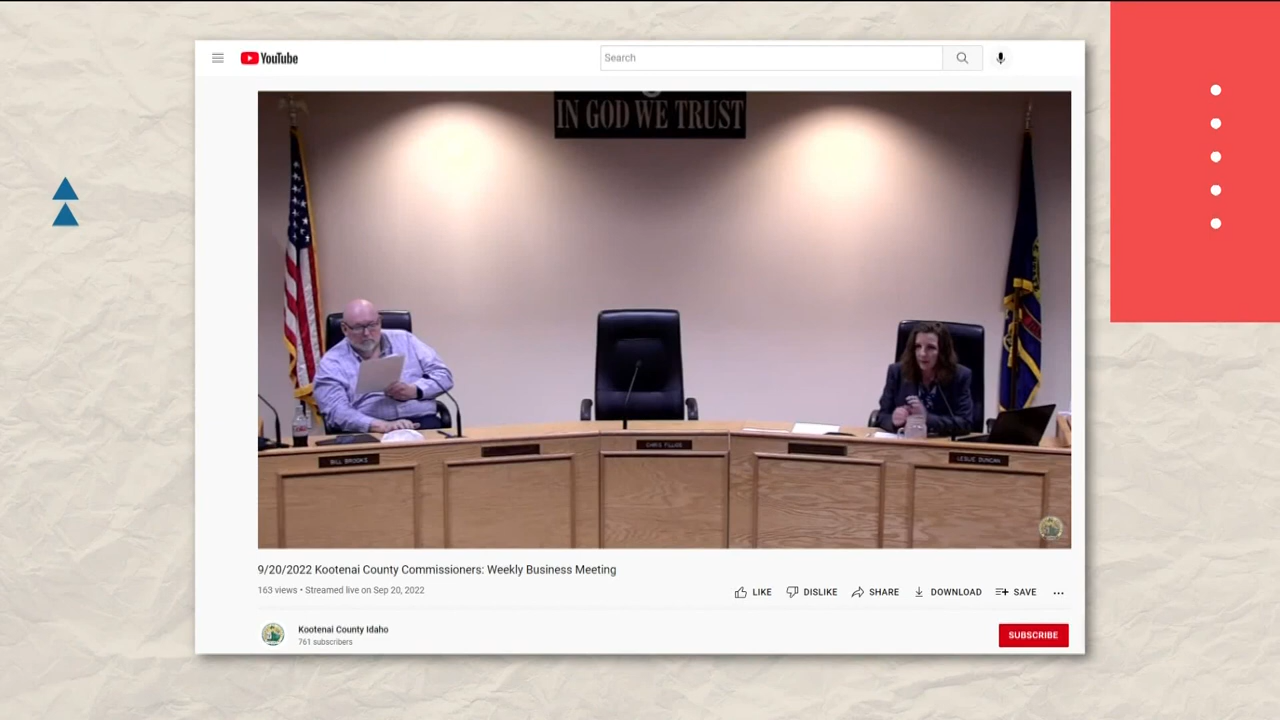 YouTube
Search
IN GOD WE TRUST
BILL BROOKS
CHRIS FILLIOS
LESLIE DUNCAN
9/20/2022 Kootenai County Commissioners: Weekly Business Meeting
163 views • Streamed live on Sep 20, 2022
LIKE
DISLIKE
SHARE
DOWNLOAD
SAVE
Kootenai County Idaho
761 subscribers
SUBSCRIBE